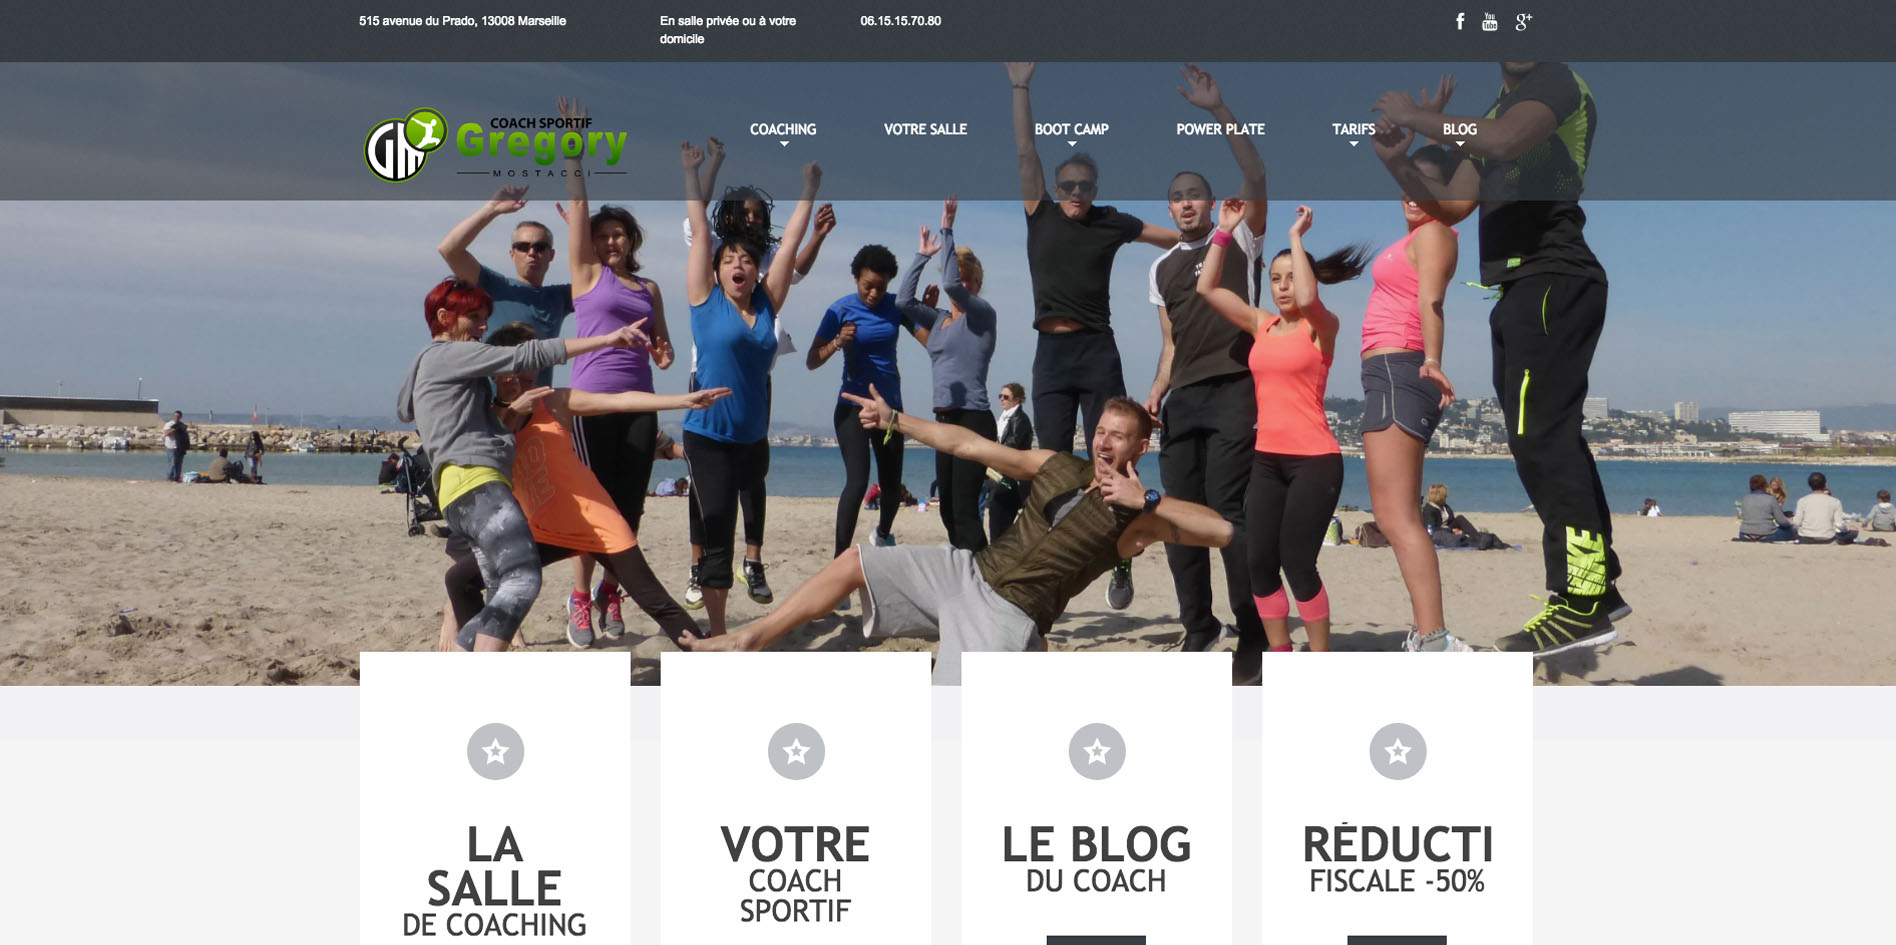 515 avenue du Prado, 13008 Marseille
En salle privée ou à votre
domicile
06.15.15.70.80
f
You
Tube
g+
COACH SPORTIF
Gregory
MOSTACCI
GM
COACHING
VOTRE SALLE
BOOT CAMP
POWER PLATE
TARIFS
BLOG
NIKE
LA
SALLE
DE COACHING
VOTRE
COACH
SPORTIF
LE BLOG
DU COACH
RÉDUCTI
FISCALE -50%